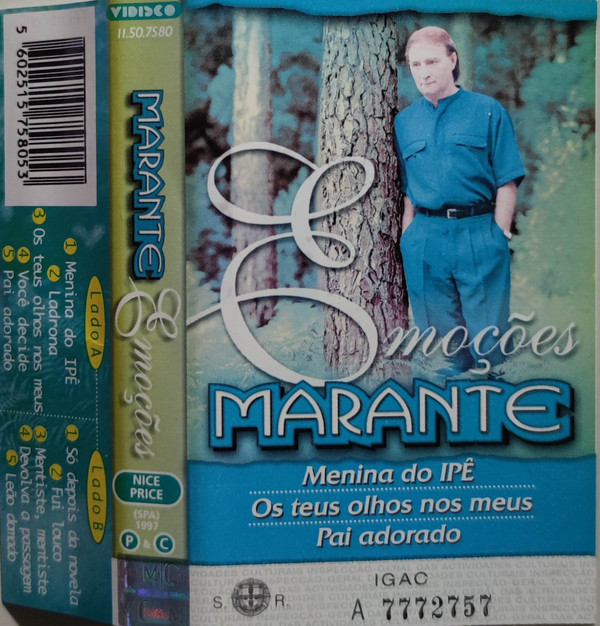 5 602515 758053
Lado A
1 Menina do IPÊ
2 Ladrona
3 Os teus olhos nos meus
4 Você decide
5 Pai adorado
Lado B
1 Só depois da novela
2 Fui louco
3 Mentiste, mentiste
4 Devolva a passagem
5 Leão domado
VIDISCO
11.50.7580
MARANTE
Emoções
NICE
PRICE
(SPA)
1997
P & C
MC
Emoções
MARANTE
Menina do IPÊ
Os teus olhos nos meus
Pai adorado
IGAC
S. R.
A 7772757